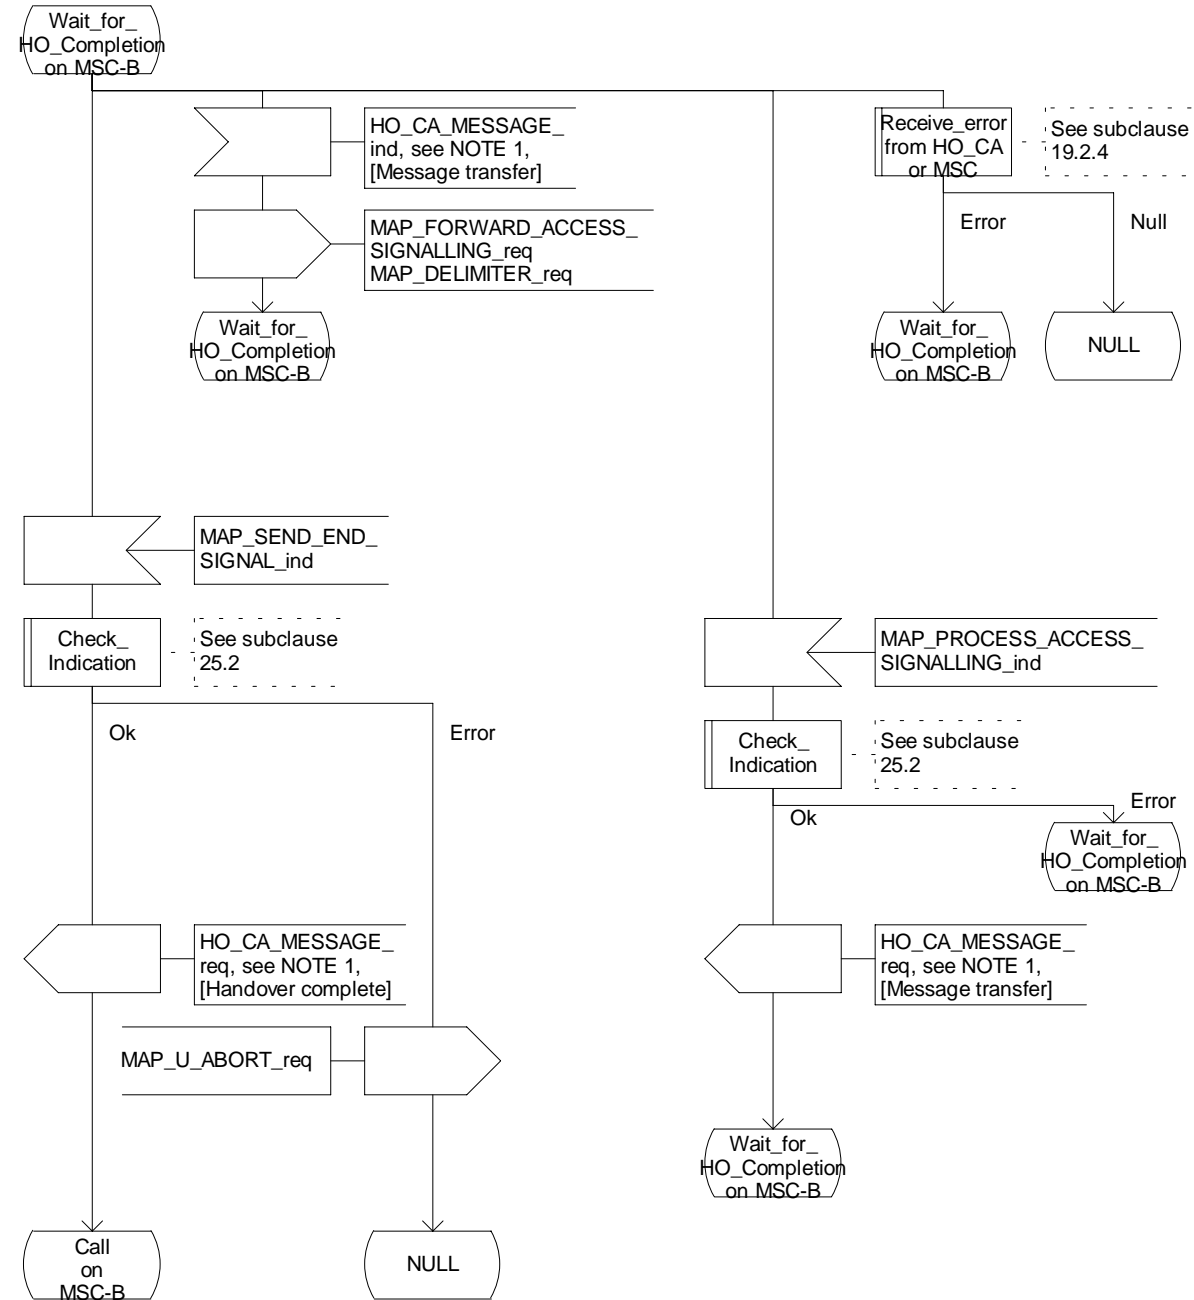 Wait_for_
HO_Completion
on MSC-B
HO_CA_MESSAGE_
ind, see NOTE 1,
[Message transfer]
Receive_error
from HO_CA
or MSC
See subclause
19.2.4
MAP_FORWARD_ACCESS_
SIGNALLING_req
MAP_DELIMITER_req
Error
Null
Wait_for_
HO_Completion
on MSC-B
Wait_for_
HO_Completion
on MSC-B
NULL
MAP_SEND_END_
SIGNAL_ind
Check_
Indication
See subclause
25.2
MAP_PROCESS_ACCESS_
SIGNALLING_ind
Ok
Error
Check_
Indication
See subclause
25.2
Ok
Error
Wait_for_
HO_Completion
on MSC-B
HO_CA_MESSAGE_
req, see NOTE 1,
[Handover complete]
HO_CA_MESSAGE_
req, see NOTE 1,
[Message transfer]
MAP_U_ABORT_req
Wait_for_
HO_Completion
on MSC-B
Call
on
MSC-B
NULL